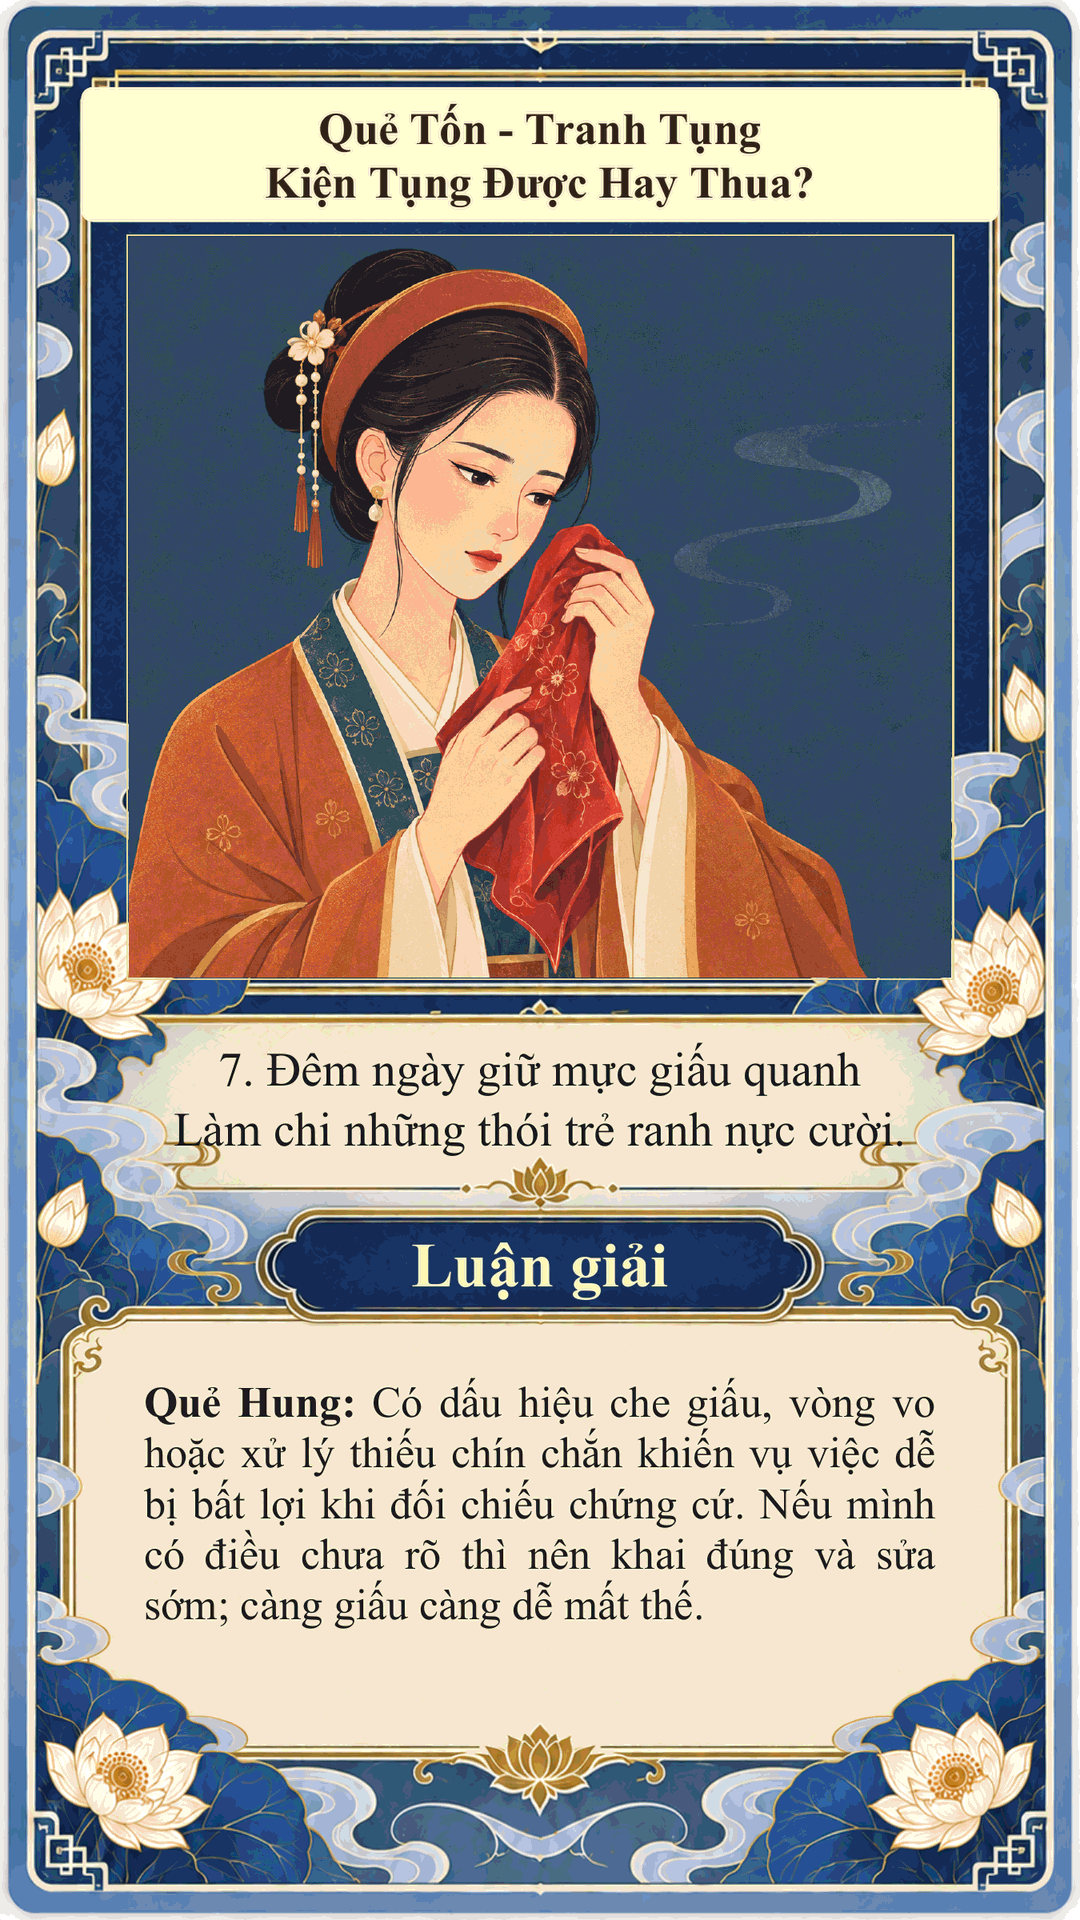 Quẻ Tốn - Tranh Tụng
Kiện Tụng Được Hay Thua?
7. Đêm ngày giữ mực giấu quanh
Làm chi những thói trẻ ranh nực cười.
Luận giải
Quẻ Hung: Có dấu hiệu che giấu, vòng vo
hoặc xử lý thiếu chín chắn khiến vụ việc dễ
bị bất lợi khi đối chiếu chứng cứ. Nếu mình
có điều chưa rõ thì nên khai đúng và sửa
sớm; càng giấu càng dễ mất thế.